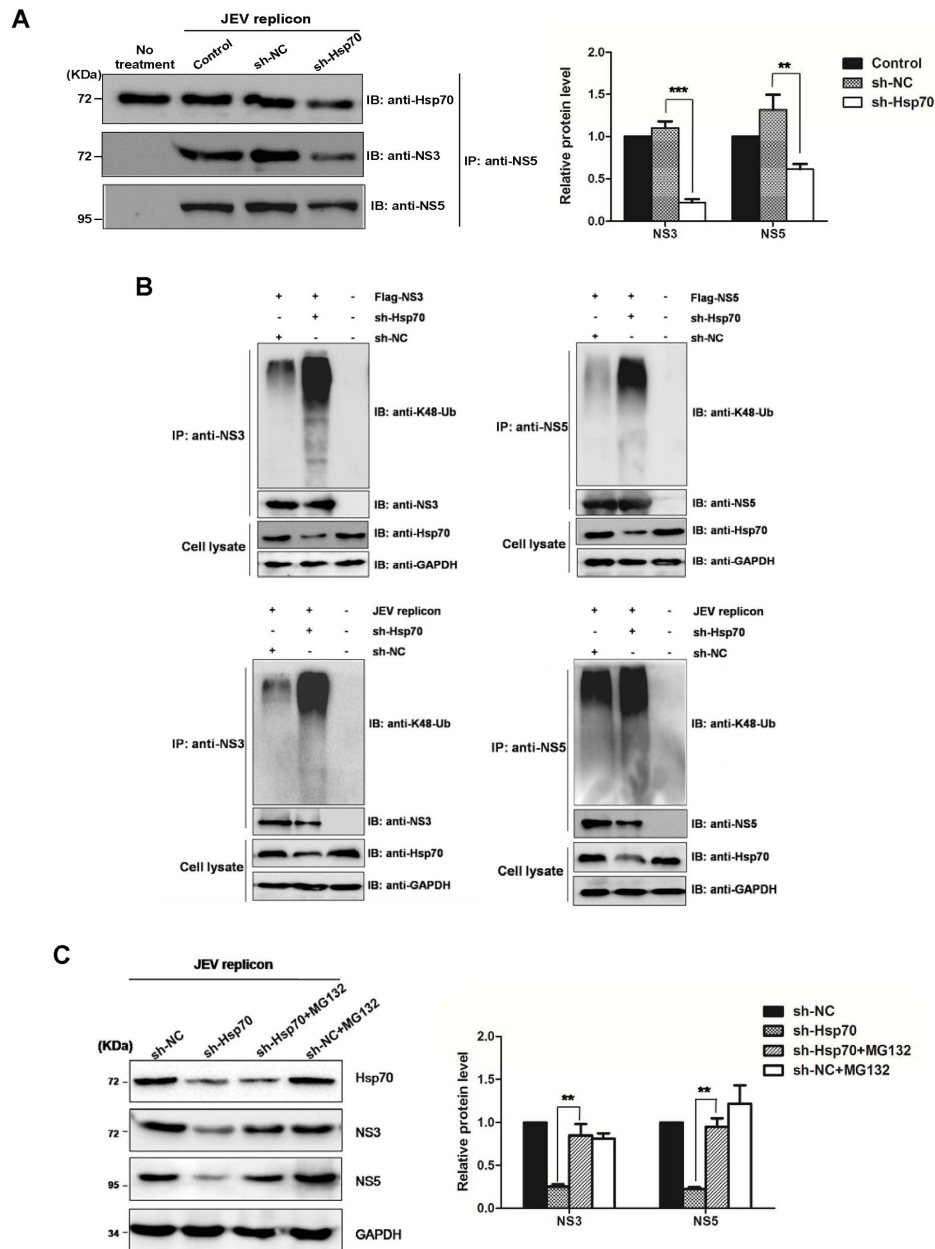 A
JEV replicon
No treatment
Control
sh-NC
sh-Hsp70
(KDa)
72
IB: anti-Hsp70
72
IB: anti-NS3
IP: anti-NS5
95
IB: anti-NS5
Relative protein level
2.0
1.5
1.0
0.5
0.0
***
**
NS3
NS5
Control
sh-NC
sh-Hsp70
B
+ + - Flag-NS3
- + - sh-Hsp70
+ - - sh-NC
IP: anti-NS3
IB: anti-K48-Ub
IB: anti-NS3
Cell lysate
IB: anti-Hsp70
IB: anti-GAPDH
+ + - Flag-NS5
- + - sh-Hsp70
+ - - sh-NC
IP: anti-NS5
IB: anti-K48-Ub
IB: anti-NS5
Cell lysate
IB: anti-Hsp70
IB: anti-GAPDH
+ + - JEV replicon
- + - sh-Hsp70
+ - - sh-NC
IP: anti-NS3
IB: anti-K48-Ub
IB: anti-NS3
Cell lysate
IB: anti-Hsp70
IB: anti-GAPDH
+ + - JEV replicon
- + - sh-Hsp70
+ - - sh-NC
IP: anti-NS5
IB: anti-K48-Ub
IB: anti-NS5
Cell lysate
IB: anti-Hsp70
IB: anti-GAPDH
C
JEV replicon
sh-NC
sh-Hsp70
sh-Hsp70+MG132
sh-NC+MG132
(KDa)
72
Hsp70
72
NS3
95
NS5
34
GAPDH
Relative protein level
2.0
1.5
1.0
0.5
0.0
**
**
NS3
NS5
sh-NC
sh-Hsp70
sh-Hsp70+MG132
sh-NC+MG132